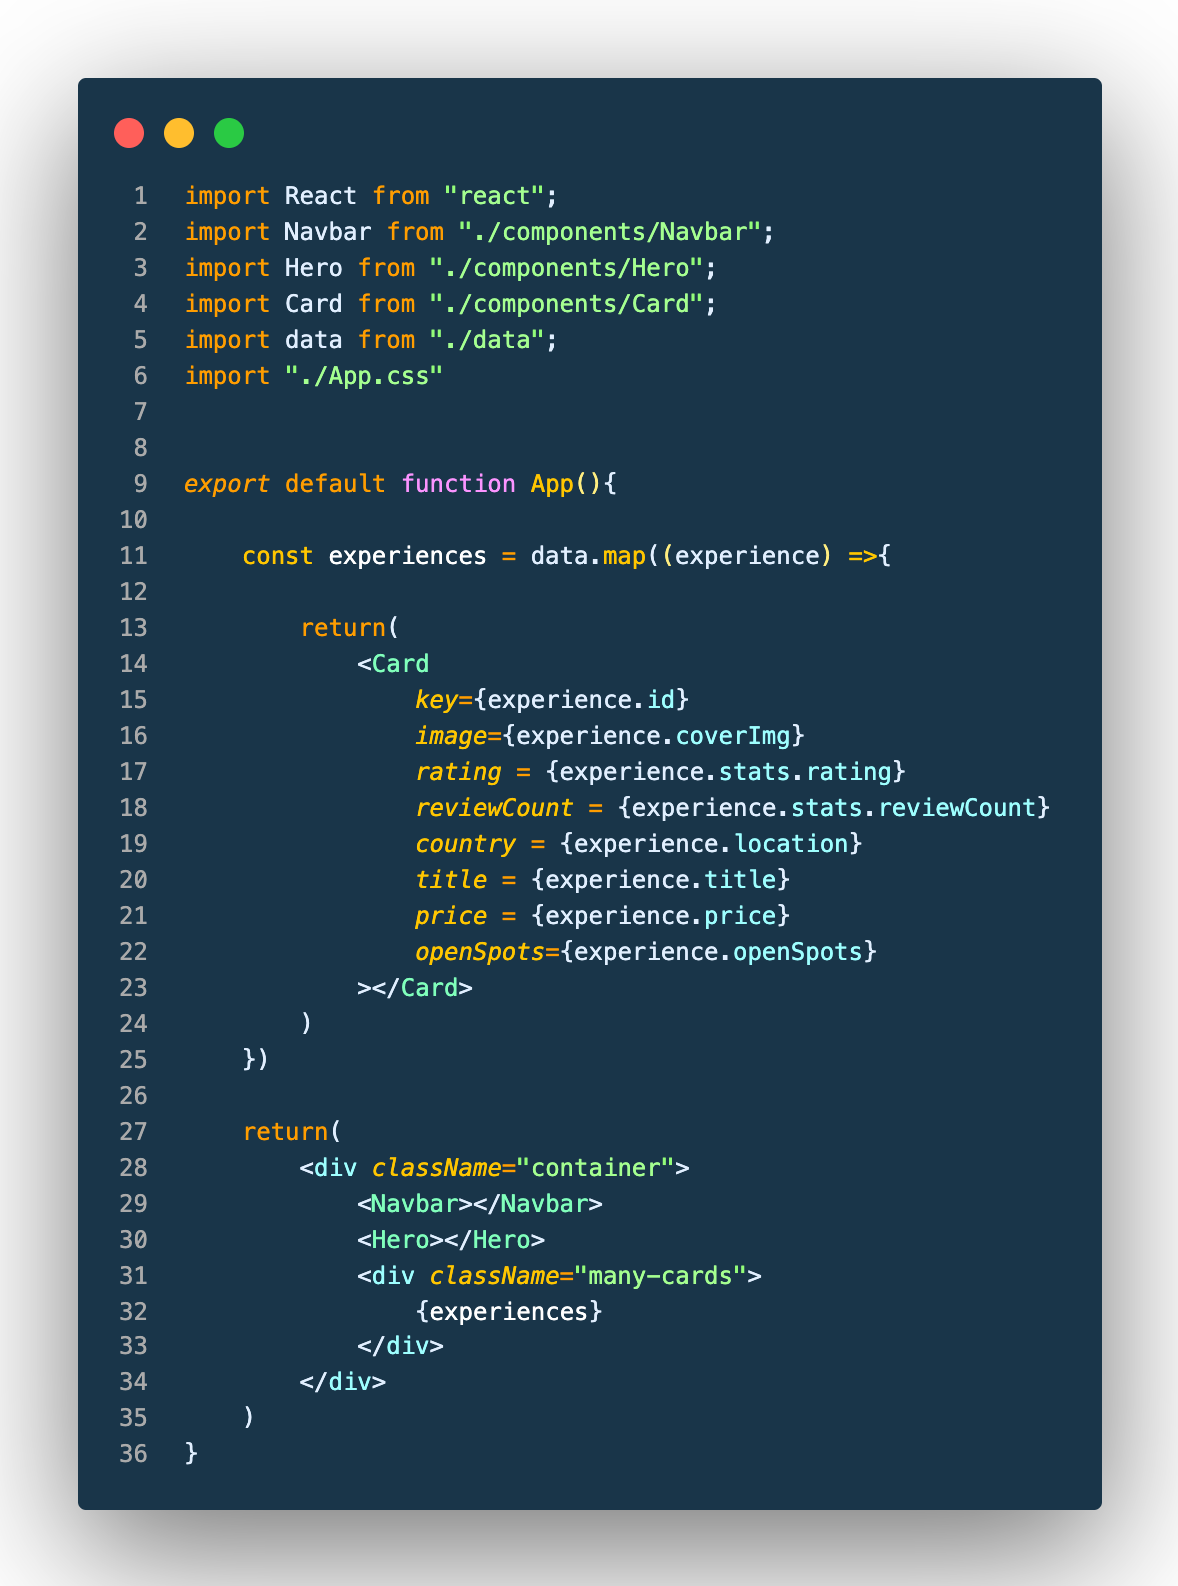 1 import React from "react";
2 import Navbar from "./components/Navbar";
3 import Hero from "./components/Hero";
4 import Card from "./components/Card";
5 import data from "./data";
6 import "./App.css"
7
8
9 export default function App(){
10
11     const experiences = data.map((experience) =>{
12
13         return(
14             <Card
15                 key={experience.id}
16                 image={experience.coverImg}
17                 rating = {experience.stats.rating}
18                 reviewCount = {experience.stats.reviewCount}
19                 country = {experience.location}
20                 title = {experience.title}
21                 price = {experience.price}
22                 openSpots={experience.openSpots}
23             ></Card>
24         )
25     })
26
27     return(
28         <div className="container">
29             <Navbar></Navbar>
30             <Hero></Hero>
31             <div className="many-cards">
32                 {experiences}
33             </div>
34         </div>
35     )
36 }